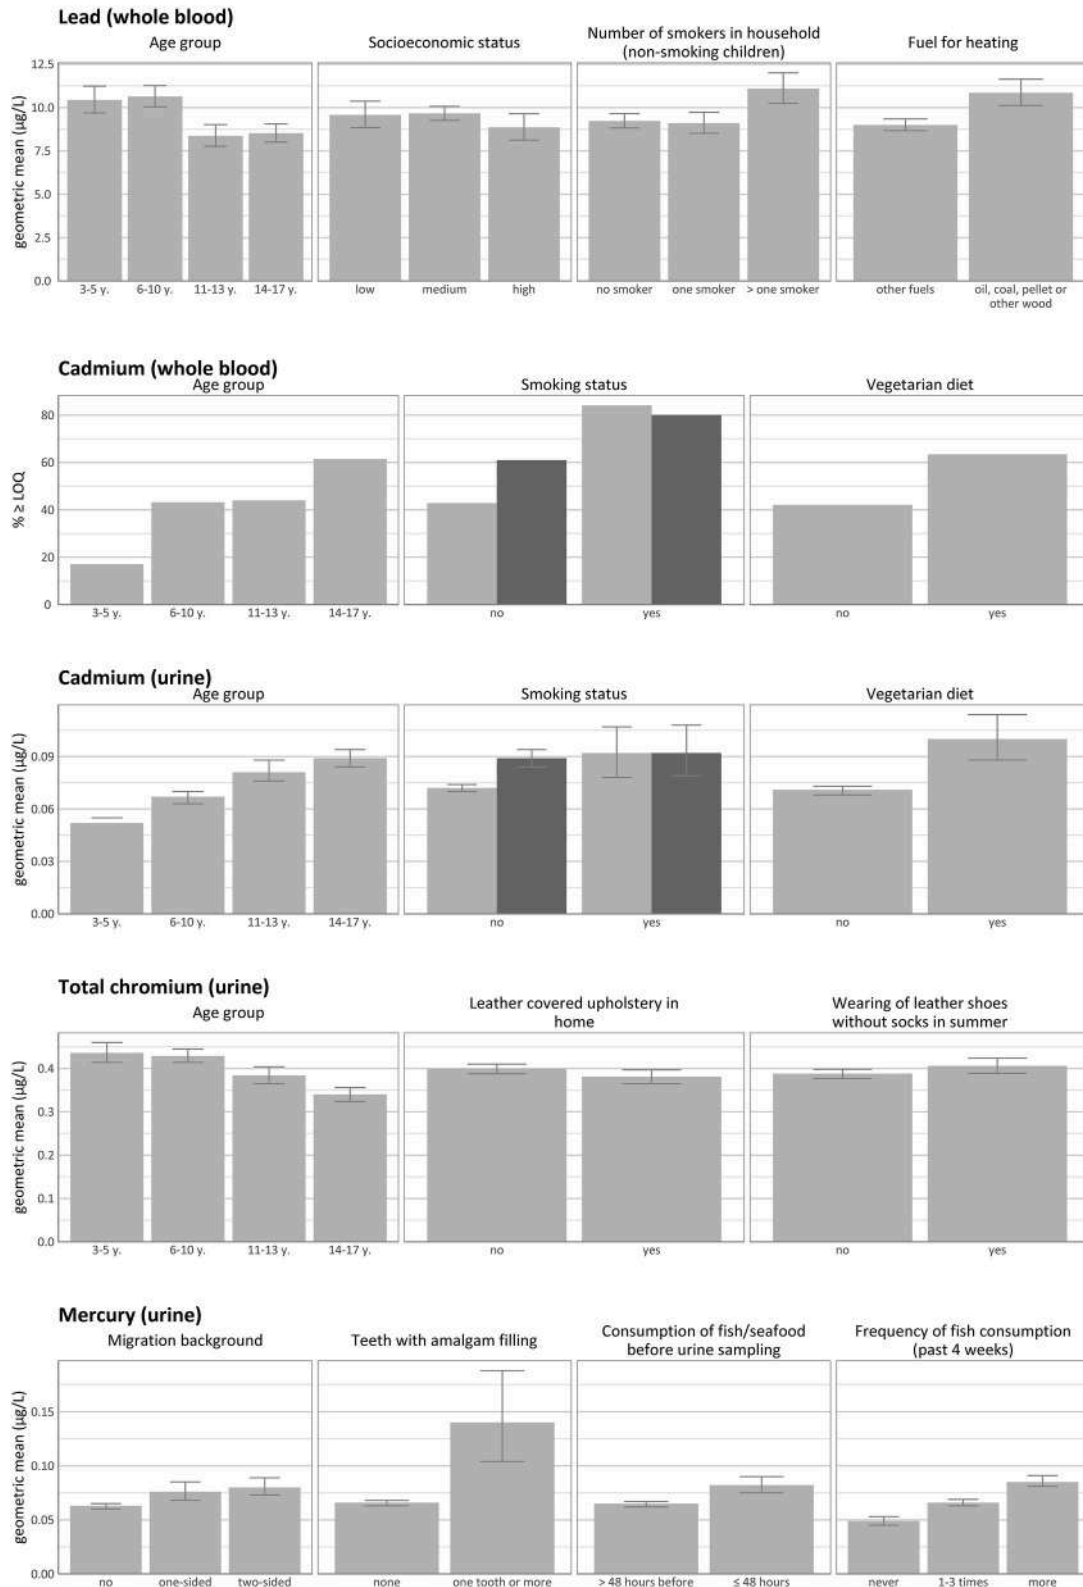 Lead (whole blood)
Age group
Socioeconomic status
Number of smokers in household
(non-smoking children)
Fuel for heating
geometric mean (µg/L)
12.5
10.0
7.5
5.0
2.5
0.0
3-5 y. 6-10 y. 11-13 y. 14-17 y.
low medium high
no smoker one smoker > one smoker
other fuels oil, coal, pellet or
other wood
Cadmium (whole blood)
Age group
Smoking status
Vegetarian diet
% ≥ LOQ
80
60
40
20
0
3-5 y. 6-10 y. 11-13 y. 14-17 y.
no yes
no yes
Cadmium (urine)
Age group
Smoking status
Vegetarian diet
geometric mean (µg/L)
0.09
0.06
0.03
0.00
3-5 y. 6-10 y. 11-13 y. 14-17 y.
no yes
no yes
Total chromium (urine)
Age group
Leather covered upholstery in
home
Wearing of leather shoes
without socks in summer
geometric mean (µg/L)
0.4
0.3
0.2
0.1
0.0
3-5 y. 6-10 y. 11-13 y. 14-17 y.
no yes
no yes
Mercury (urine)
Migration background
Teeth with amalgam filling
Consumption of fish/seafood
before urine sampling
Frequency of fish consumption
(past 4 weeks)
geometric mean (µg/L)
0.15
0.10
0.05
0.00
no one-sided two-sided
none one tooth or more
> 48 hours before ≤ 48 hours
never 1-3 times more